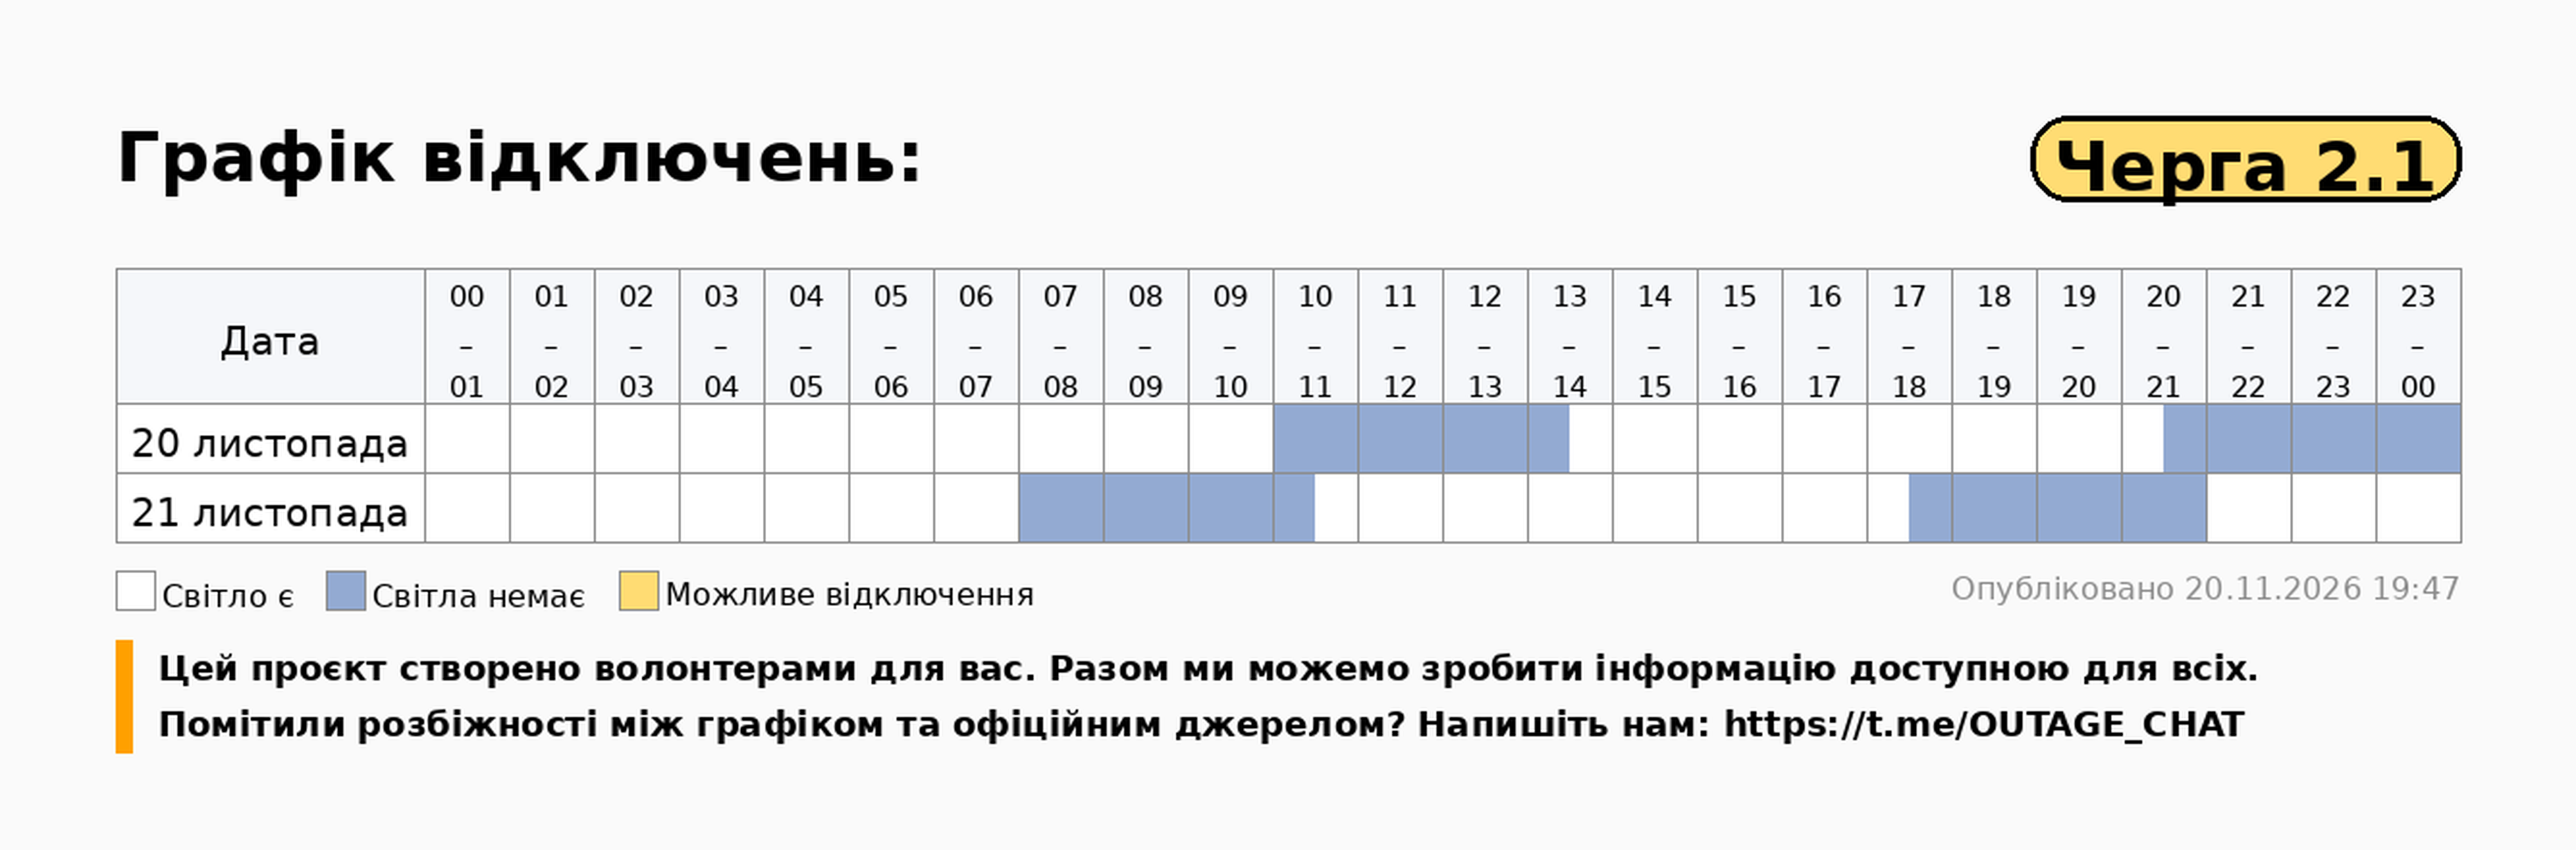 Графік відключень:
Черга 2.1
Дата
00 – 01
01 – 02
02 – 03
03 – 04
04 – 05
05 – 06
06 – 07
07 – 08
08 – 09
09 – 10
10 – 11
11 – 12
12 – 13
13 – 14
14 – 15
15 – 16
16 – 17
17 – 18
18 – 19
19 – 20
20 – 21
21 – 22
22 – 23
23 – 00
20 листопада
21 листопада
Світло є
Світла немає
Можливе відключення
Опубліковано 20.11.2026 19:47
Цей проєкт створено волонтерами для вас. Разом ми можемо зробити інформацію доступною для всіх.
Помітили розбіжності між графіком та офіційним джерелом? Напишіть нам: https://t.me/OUTAGE_CHAT